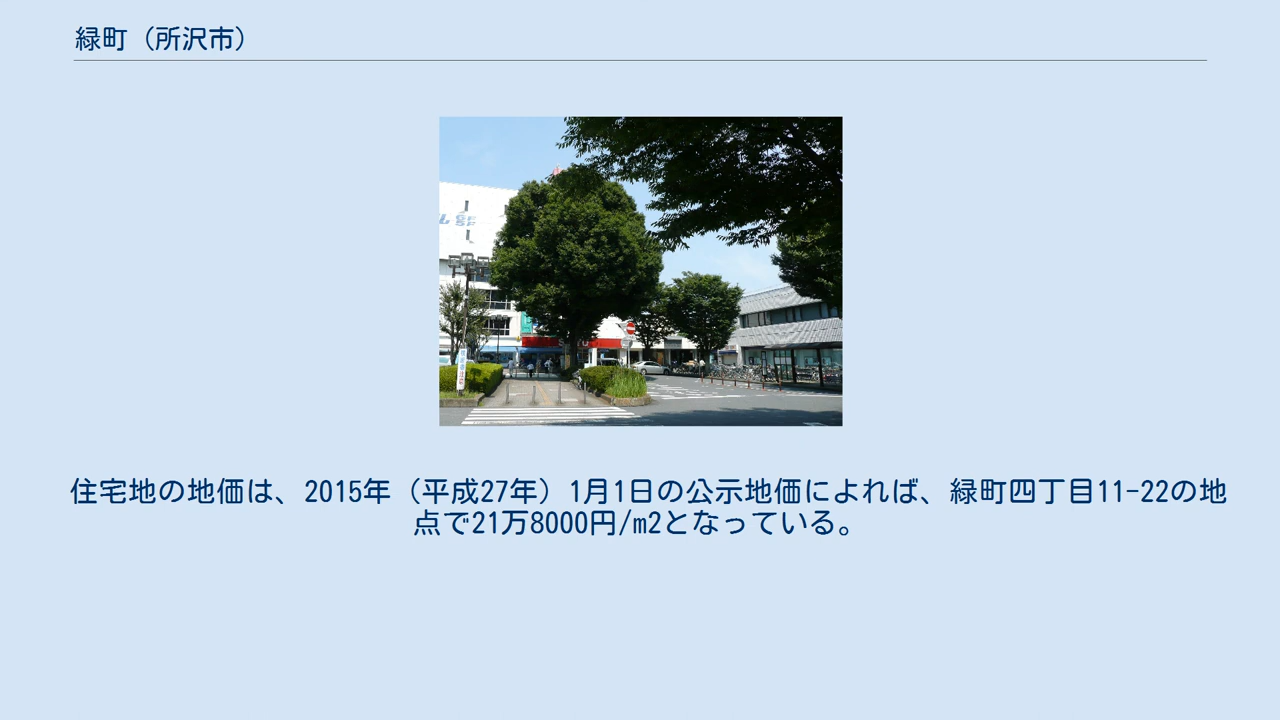 緑町（所沢市）
住宅地の地価は、2015年（平成27年）1月1日の公示地価によれば、緑町四丁目11-22の地
点で21万8000円/m2となっている。